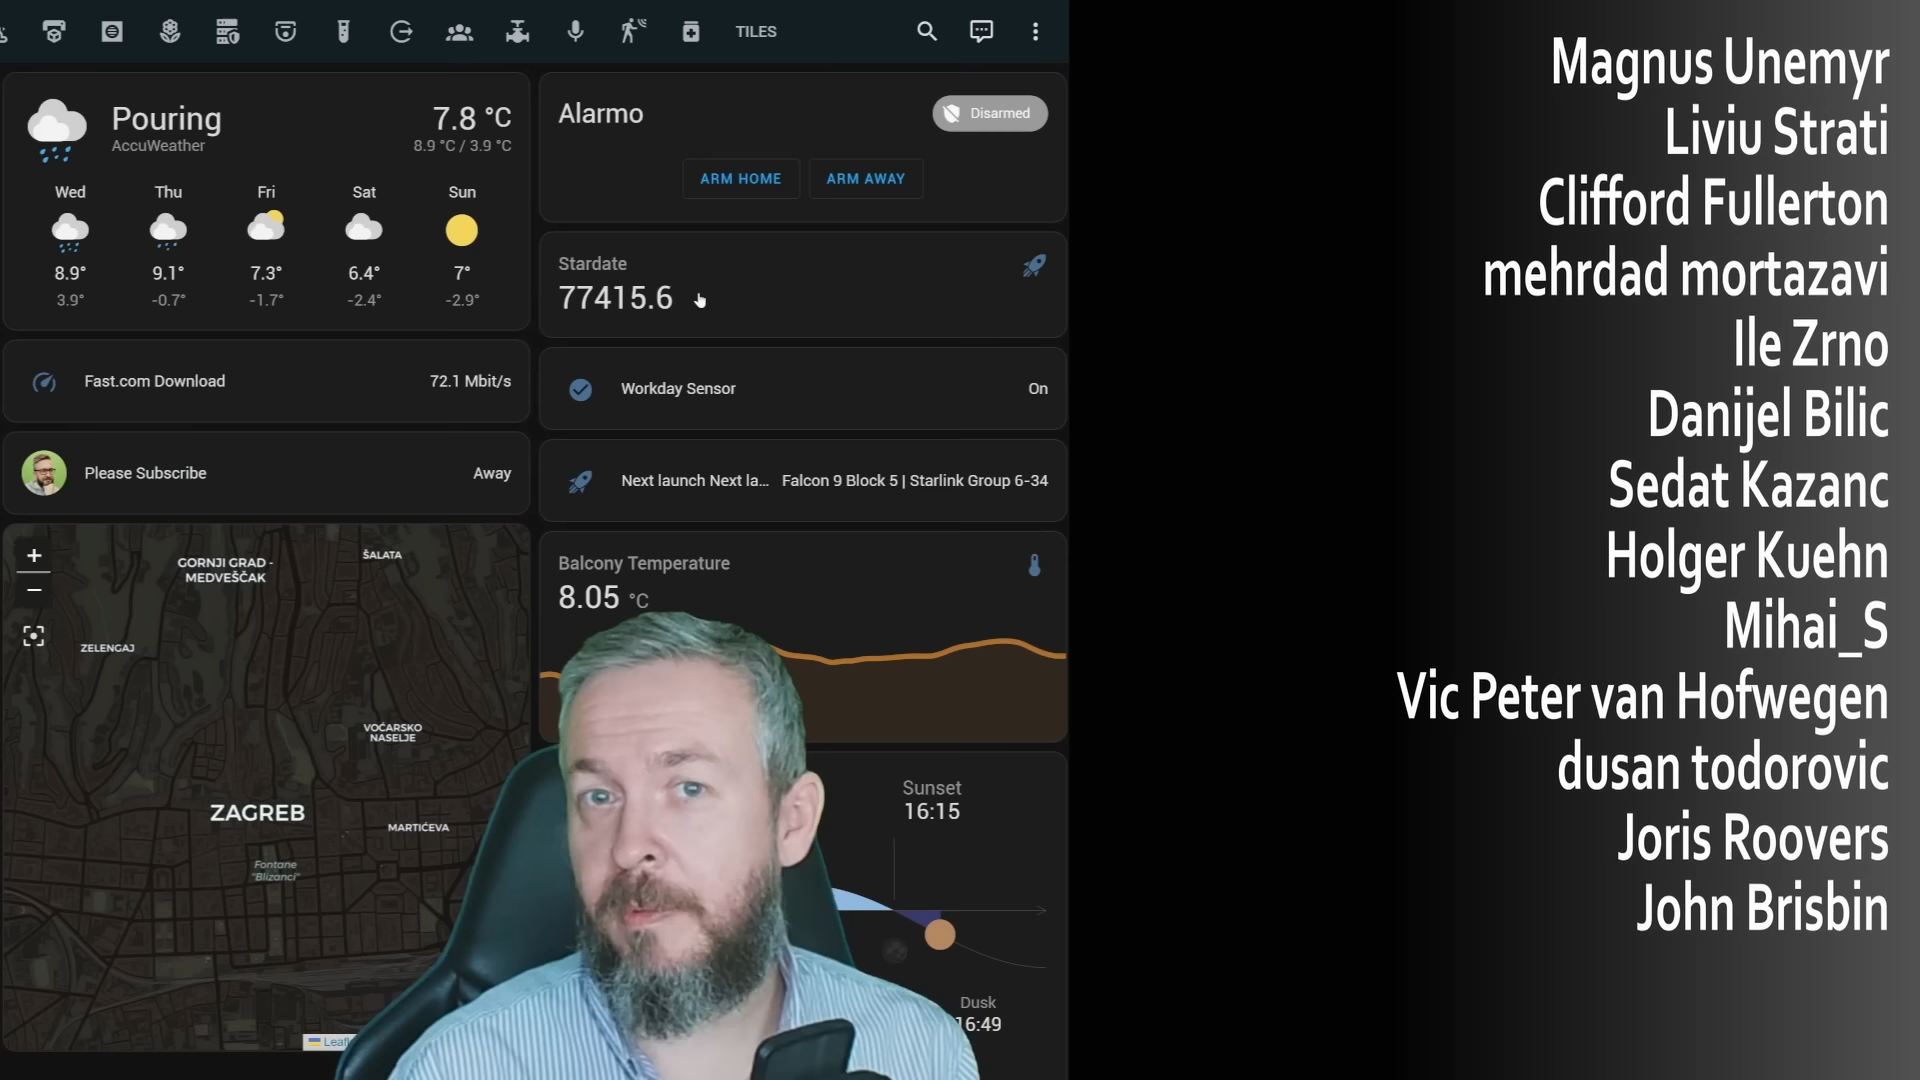 TILES
Pouring
AccuWeather
7.8 °C
8.9 °C / 3.9 °C
Wed Thu Fri Sat Sun
8.9° 9.1° 7.3° 6.4° 7°
3.9° -0.7° -1.7° -2.4° -2.9°
Fast.com Download 72.1 Mbit/s
Please Subscribe Away
GORNJI GRAD -
MEDVEŠČAK
ŠALATA
ZELENGAJ
VOĆARSKO
NASELJE
ZAGREB
MARTIĆEVA
Fontane
"Blizanci"
Alarmo
Disarmed
ARM HOME ARM AWAY
Stardate
77415.6
Workday Sensor On
Next launch Next la... Falcon 9 Block 5 | Starlink Group 6-34
Balcony Temperature
8.05 °C
Sunset
16:15
Dusk
16:49
Magnus Unemyr
Liviu Strati
Clifford Fullerton
mehrdad mortazavi
Ile Zrno
Danijel Bilic
Sedat Kazanc
Holger Kuehn
Mihai_S
Vic Peter van Hofwegen
dusan todorovic
Joris Roovers
John Brisbin